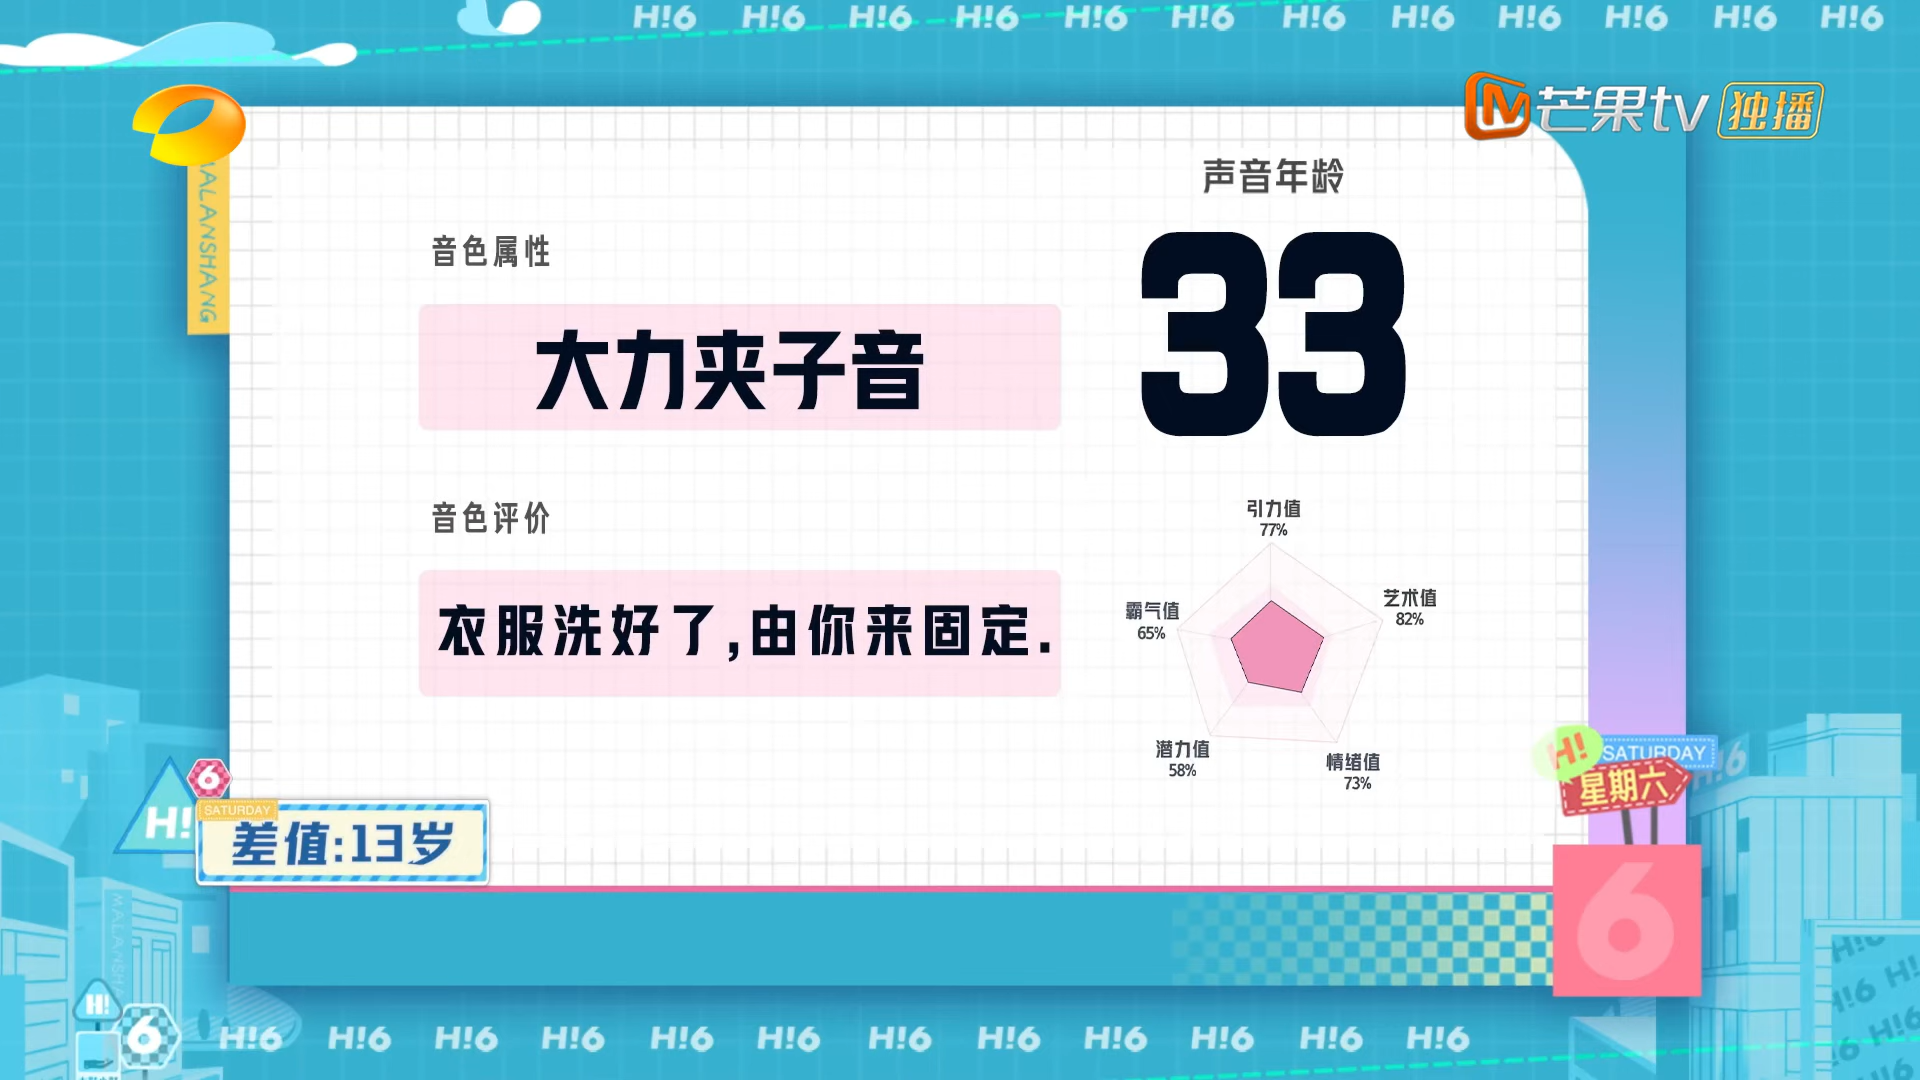 H!6 H!6 H!6 H!6 H!6 H!6 H!6 H!6 H!6 H!6 H!6 H!6
芒果tv 独播
MALANSHANG
声音年龄
33
音色属性
大力夹子音
音色评价
衣服洗好了,由你来固定.
引力值
77%
艺术值
82%
霸气值
65%
潜力值
58%
情绪值
73%
H! 6
SATURDAY
差值:13岁
H!
SATURDAY
星期六
6
H!6
H!
6
H!6 H!6 H!6 H!6 H!6 H!6 H!6 H!6 H!6 H!6 H!6 H!6